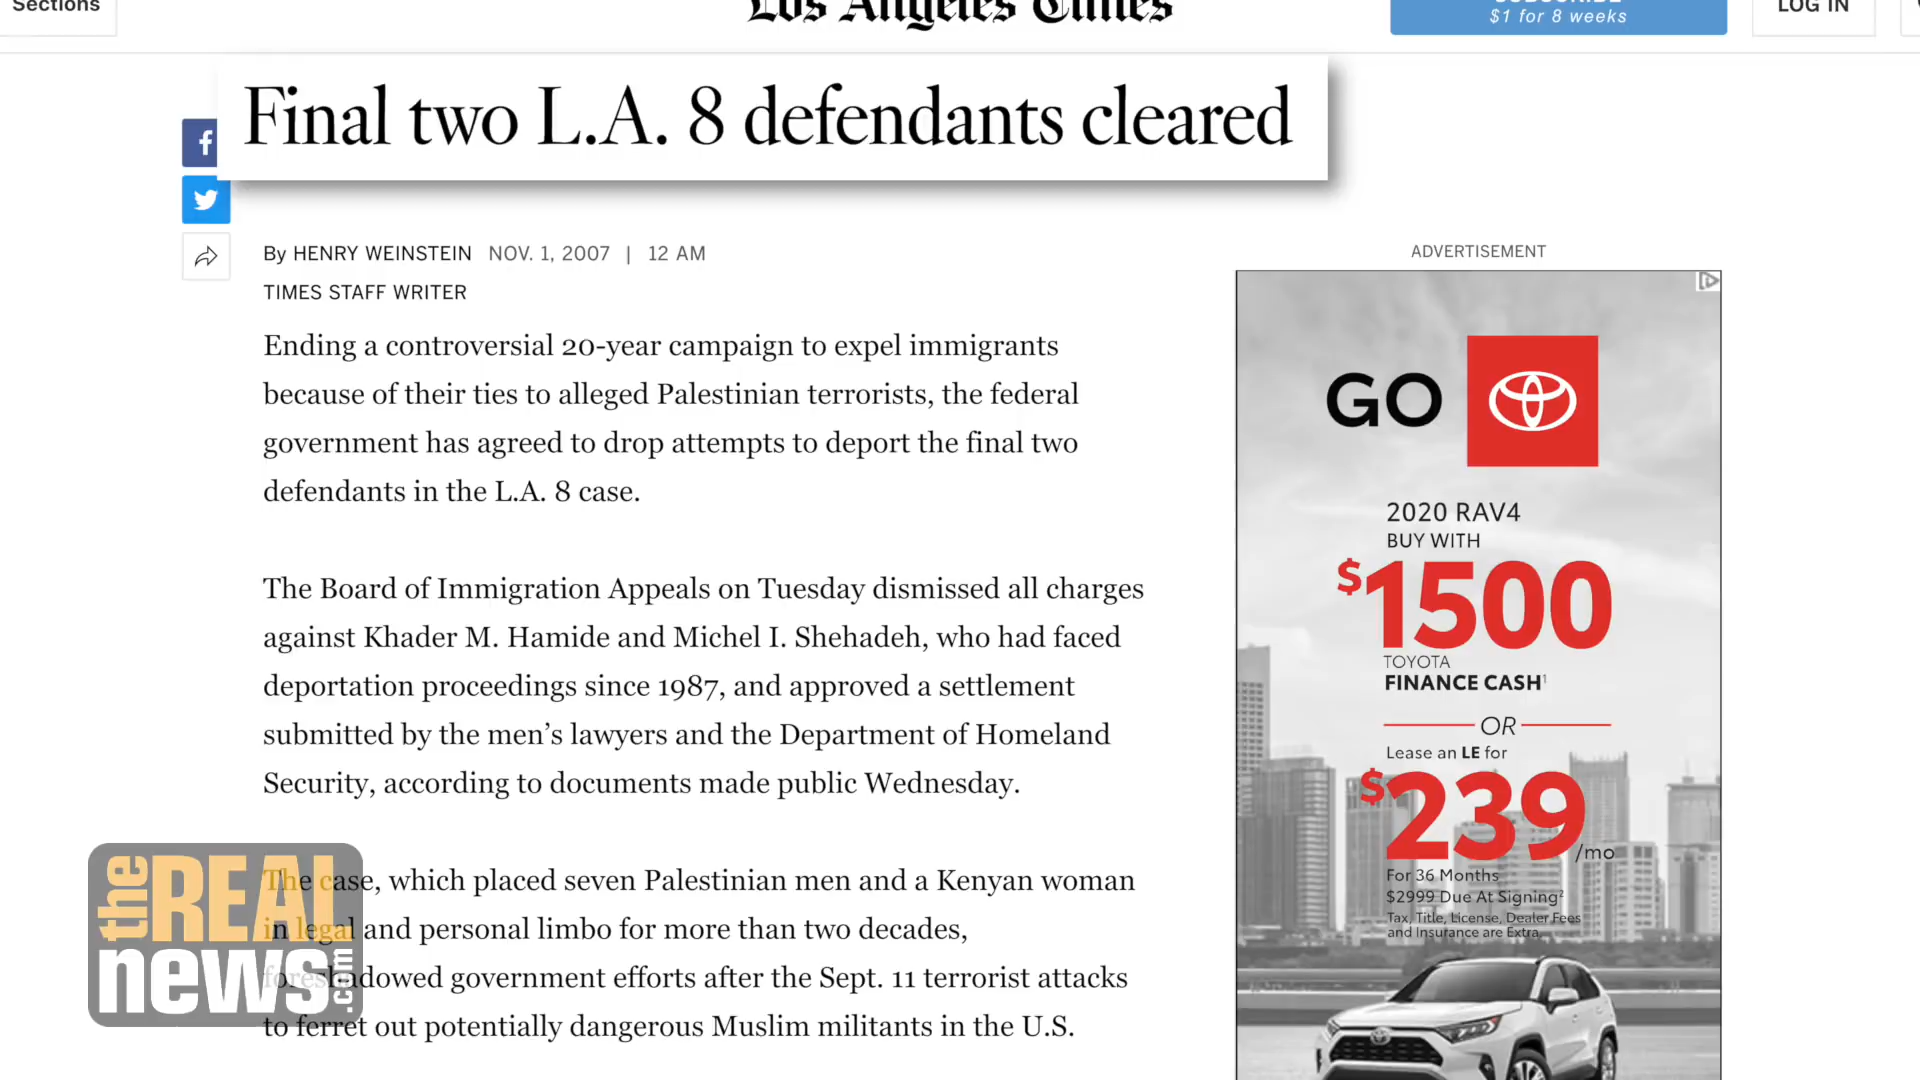 Sections
Los Angeles Times
SUBSCRIBE
$1 for 8 weeks
LOG IN
Final two L.A. 8 defendants cleared
By HENRY WEINSTEIN NOV. 1, 2007 | 12 AM
TIMES STAFF WRITER
Ending a controversial 20-year campaign to expel immigrants
because of their ties to alleged Palestinian terrorists, the federal
government has agreed to drop attempts to deport the final two
defendants in the L.A. 8 case.
The Board of Immigration Appeals on Tuesday dismissed all charges
against Khader M. Hamide and Michel I. Shehadeh, who had faced
deportation proceedings since 1987, and approved a settlement
submitted by the men’s lawyers and the Department of Homeland
Security, according to documents made public Wednesday.
The case, which placed seven Palestinian men and a Kenyan woman
in legal and personal limbo for more than two decades,
foreshadowed government efforts after the Sept. 11 terrorist attacks
to ferret out potentially dangerous Muslim militants in the U.S.
ADVERTISEMENT
GO
2020 RAV4
BUY WITH
$1500
TOYOTA
FINANCE CASH1
OR
Lease an LE for
$239
/mo
For 36 Months
$2999 Due At Signing2
Tax, Title, License, Dealer Fees
and Insurance are Extra.
the REAL
news.com